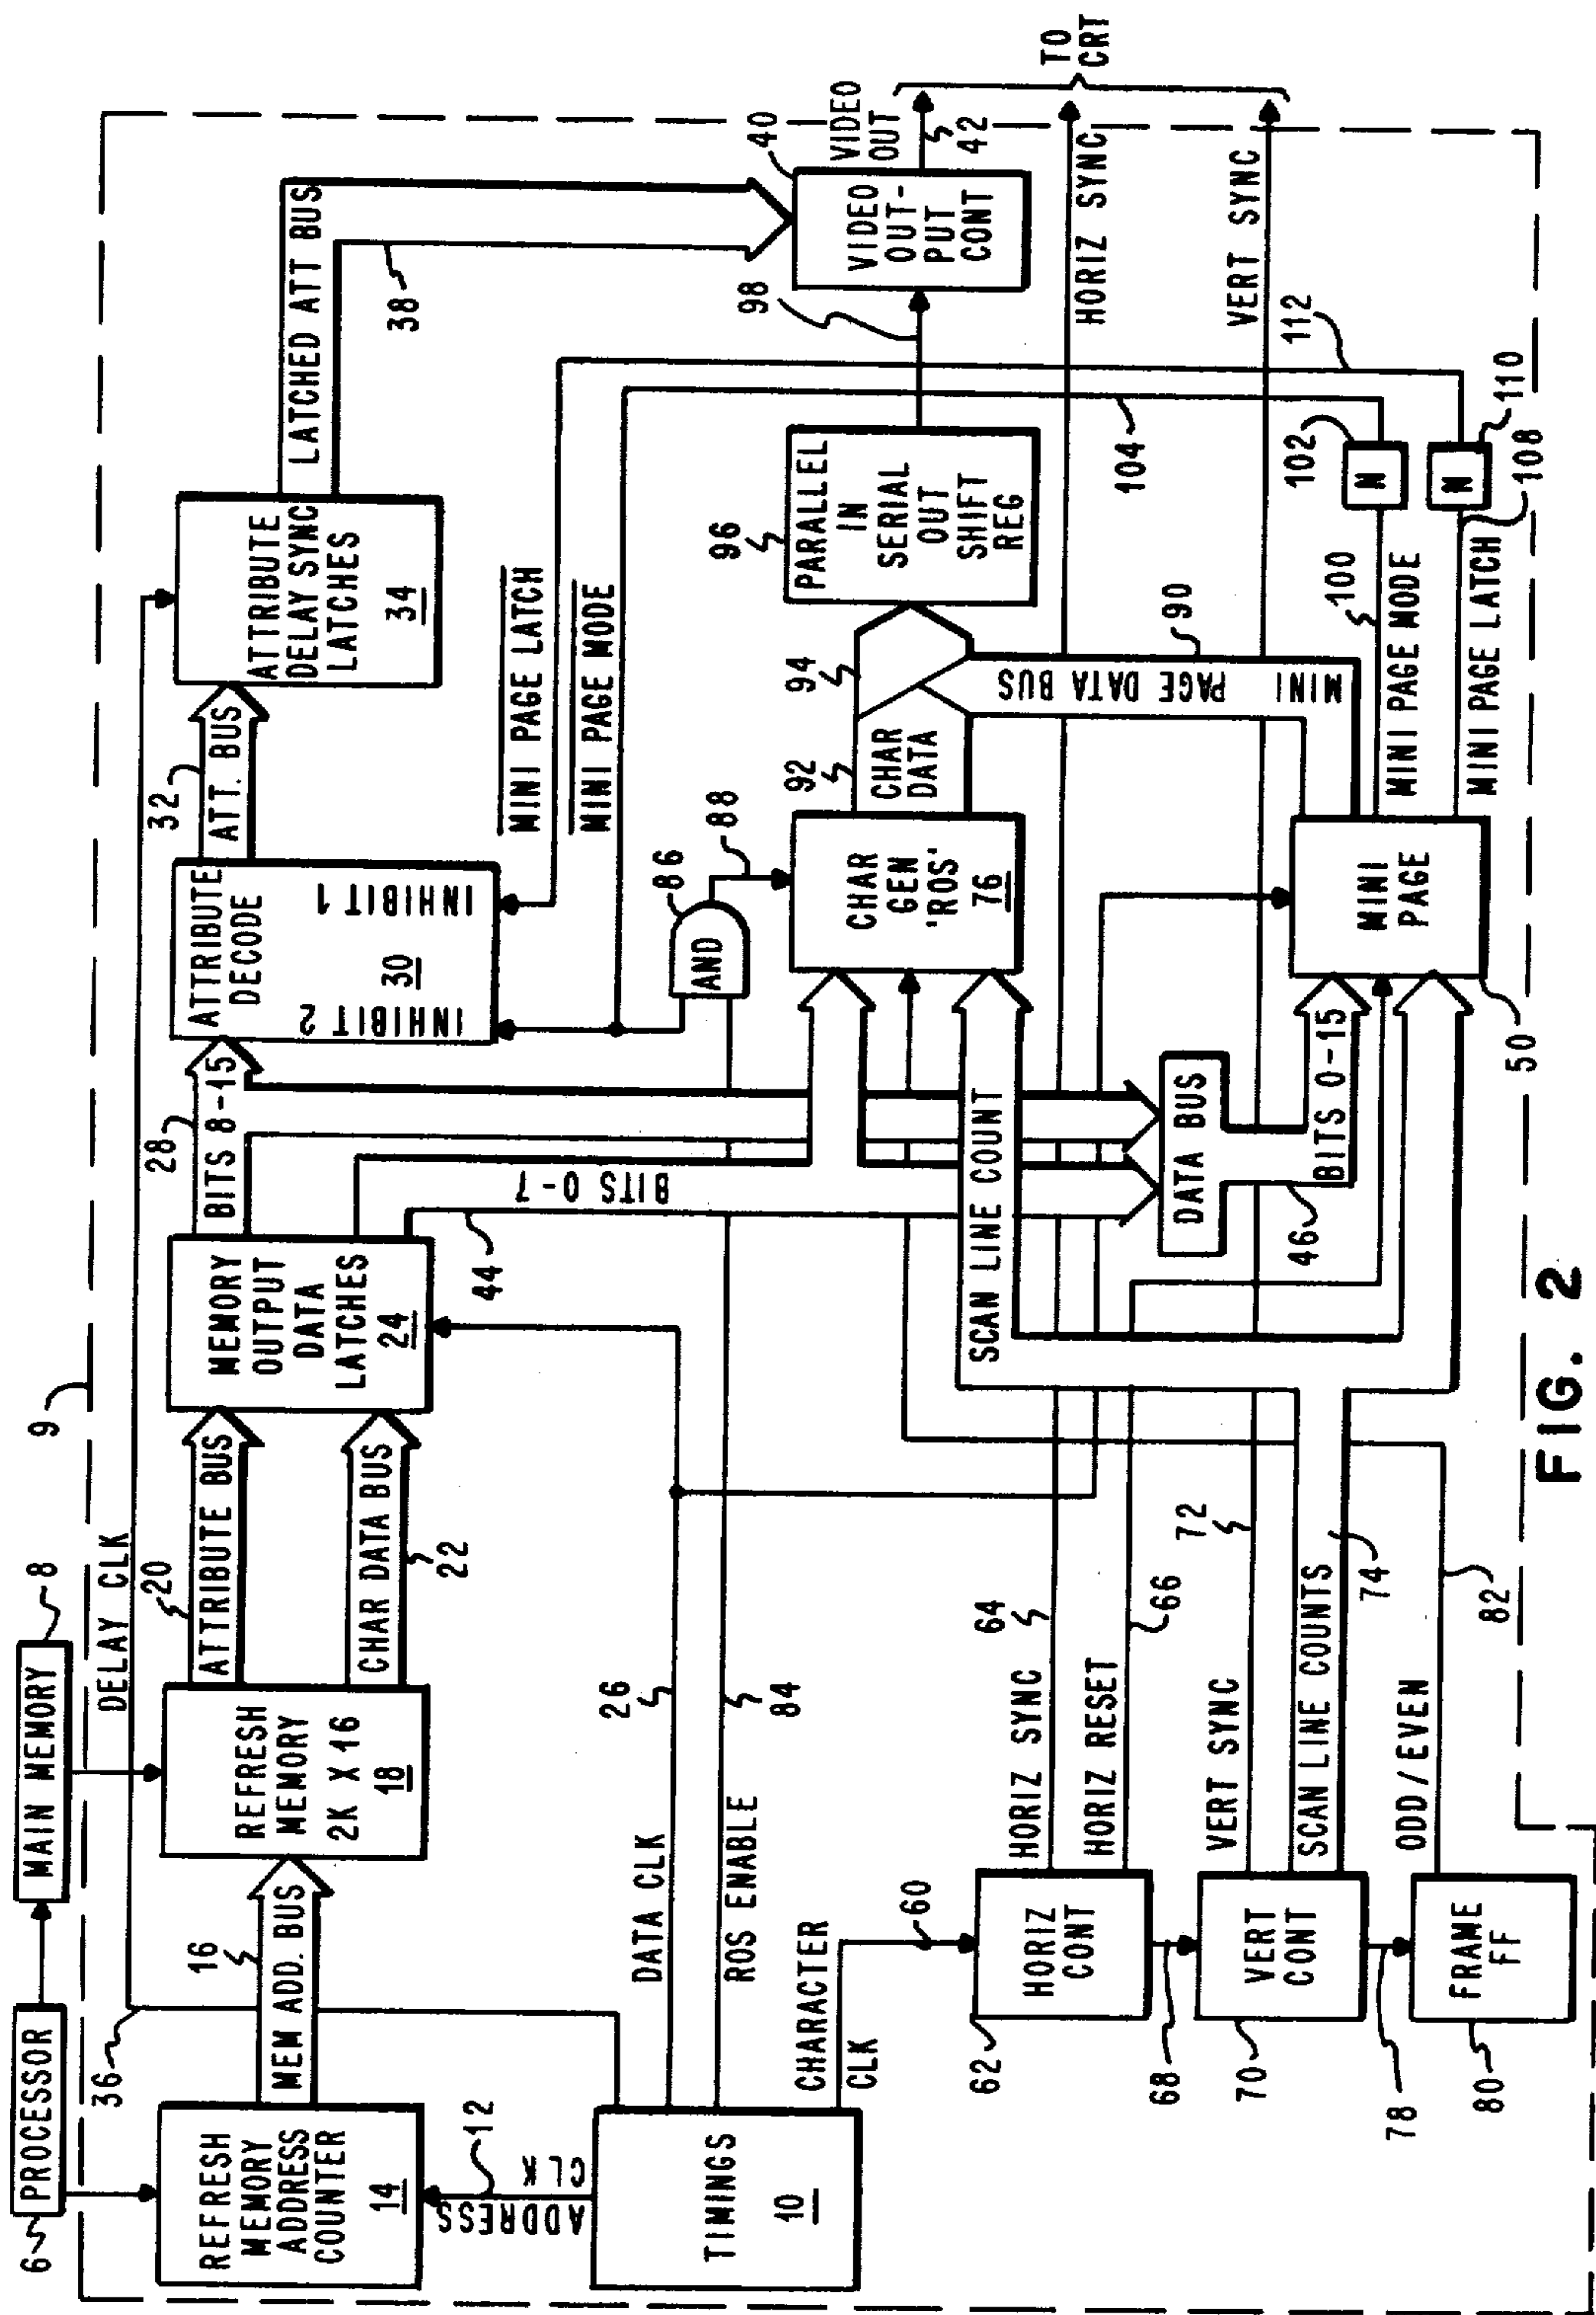 6
PROCESSOR
MAIN MEMORY
8
9
36
DELAY CLK
REFRESH
MEMORY
ADDRESS
COUNTER
14
16
MEM ADD. BUS
REFRESH
MEMORY
2K X 16
18
20
ATTRIBUTE BUS
CHAR DATA BUS
22
MEMORY
OUTPUT
DATA
LATCHES
24
28
BITS 8-15
ATTRIBUTE
DECODE
30
INHIBIT 2
INHIBIT 1
32
ATT. BUS
ATTRIBUTE
DELAY SYNC
LATCHES
34
LATCHED ATT BUS
38
ADDRESS
CLK
12
TIMINGS
10
DATA CLK
26
ROS ENABLE
84
44
BITS 0-7
MINI PAGE LATCH
MINI PAGE MODE
AND
86
88
CHARACTER
CLK
60
62
HORIZ
CONT
HORIZ SYNC
64
HORIZ RESET
66
68
70
VERT
CONT
VERT SYNC
72
SCAN LINE COUNTS
74
78
80
FRAME
FF
ODD/EVEN
82
SCAN LINE COUNT
DATA BUS
46
BITS 0-15
CHAR
GEN
'ROS'
76
92
CHAR
DATA
94
MINI PAGE DATA BUS
90
96
PARALLEL
IN
SERIAL
OUT
SHIFT
REG
98
VIDEO
OUT-
PUT
CONT
40
VIDEO
OUT
42
HORIZ SYNC
VERT SYNC
TO
CRT
MINI
PAGE
50
100
MINI PAGE MODE
MINI PAGE LATCH
N
102
N
110
108
104
112
FIG. 2